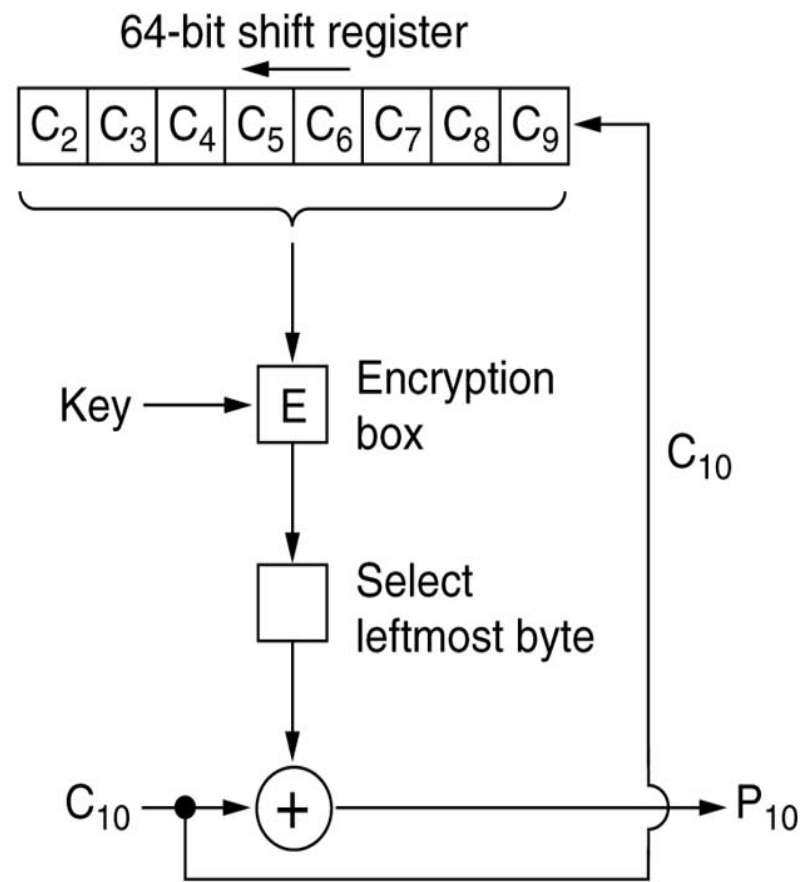 64-bit shift register
C₂ C₃ C₄ C₅ C₆ C₇ C₈ C₉
Key
E
Encryption
box
C₁₀
Select
leftmost byte
C₁₀
+
P₁₀